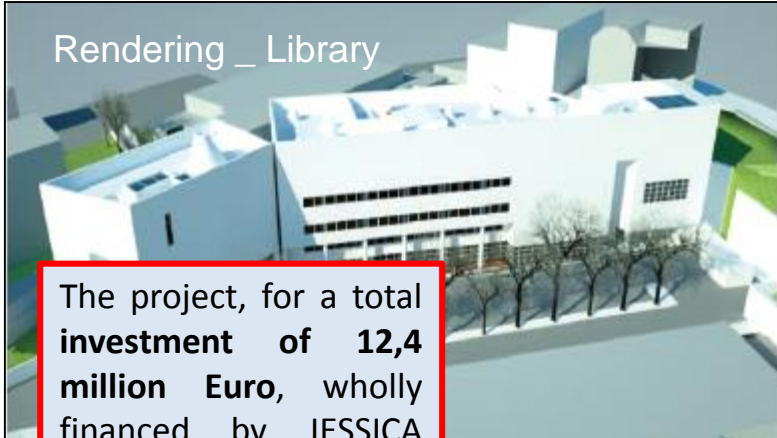 Rendering _ Library
The project, for a total
investment of 12,4
million Euro, wholly
financed by JESSICA